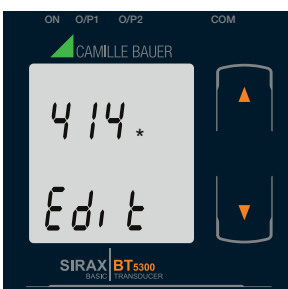 ON O/P1 O/P2 COM
CAMILLE BAUER
414.*
Edit
SIRAX BT5300
BASIC TRANSDUCER